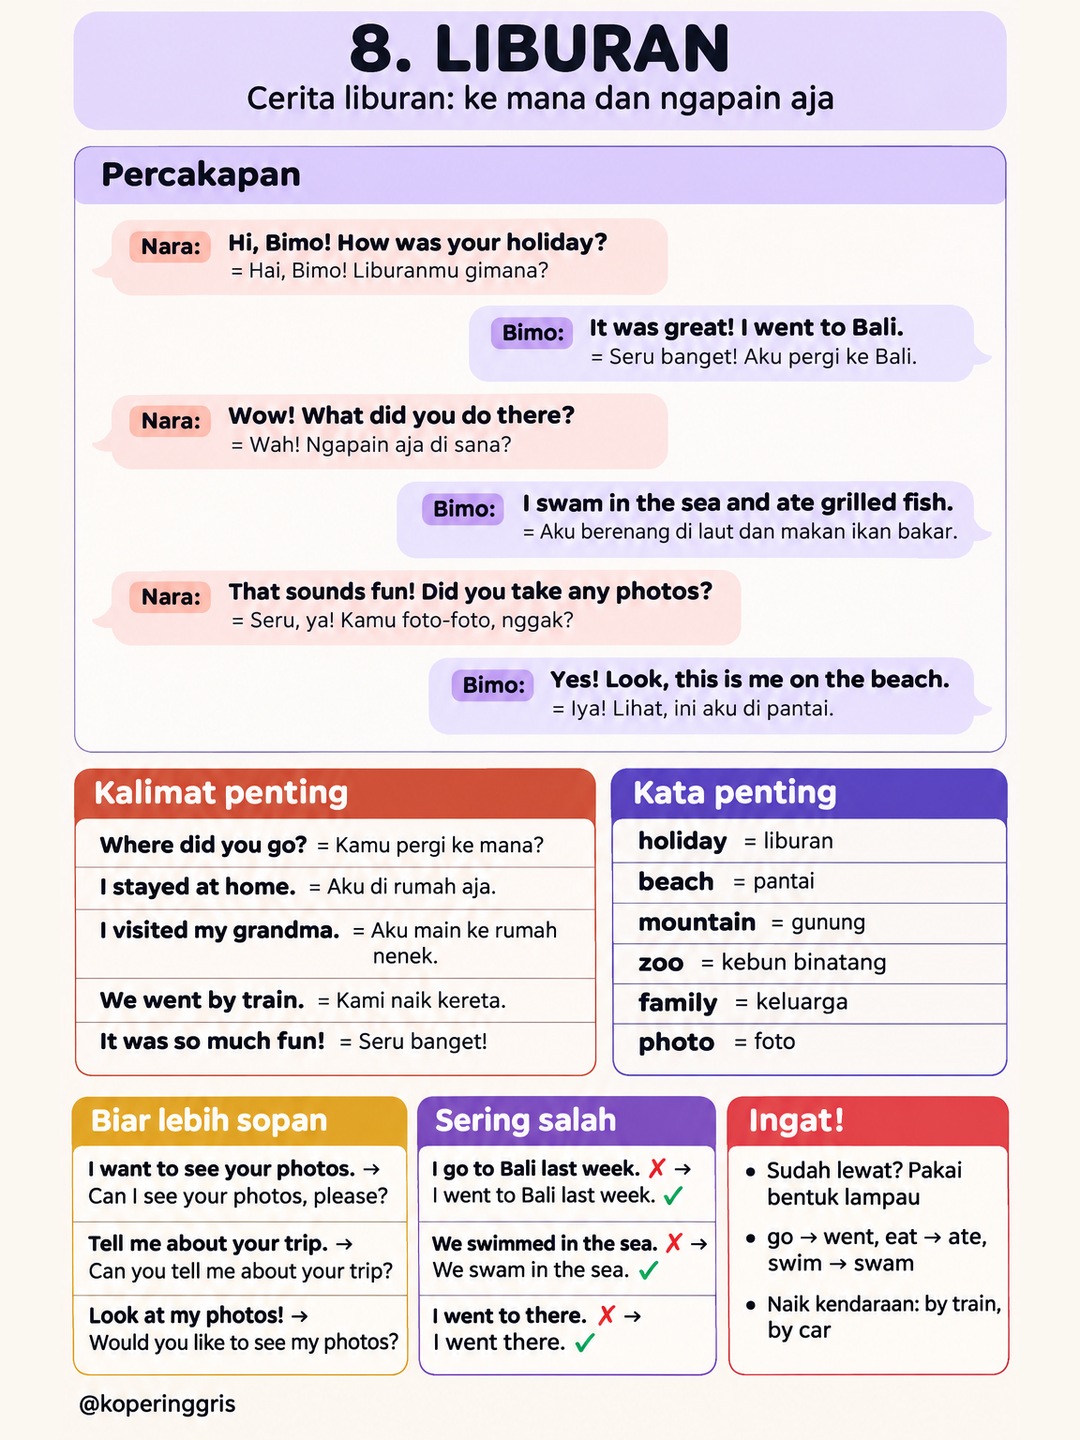 8. LIBURAN
Cerita liburan: ke mana dan ngapain aja
Percakapan
Nara: Hi, Bimo! How was your holiday?
= Hai, Bimo! Liburanmu gimana?
Bimo: It was great! I went to Bali.
= Seru banget! Aku pergi ke Bali.
Nara: Wow! What did you do there?
= Wah! Ngapain aja di sana?
Bimo: I swam in the sea and ate grilled fish.
= Aku berenang di laut dan makan ikan bakar.
Nara: That sounds fun! Did you take any photos?
= Seru, ya! Kamu foto-foto, nggak?
Bimo: Yes! Look, this is me on the beach.
= Iya! Lihat, ini aku di pantai.
Kalimat penting
Where did you go? = Kamu pergi ke mana?
I stayed at home. = Aku di rumah aja.
I visited my grandma. = Aku main ke rumah
nenek.
We went by train. = Kami naik kereta.
It was so much fun! = Seru banget!
Kata penting
holiday = liburan
beach = pantai
mountain = gunung
zoo = kebun binatang
family = keluarga
photo = foto
Biar lebih sopan
I want to see your photos. →
Can I see your photos, please?
Tell me about your trip. →
Can you tell me about your trip?
Look at my photos! →
Would you like to see my photos?
Sering salah
I go to Bali last week. ✗ →
I went to Bali last week. ✓
We swimmed in the sea. ✗ →
We swam in the sea. ✓
I went to there. ✗ →
I went there. ✓
Ingat!
• Sudah lewat? Pakai
bentuk lampau
• go → went, eat → ate,
swim → swam
• Naik kendaraan: by train,
by car
@koperinggris